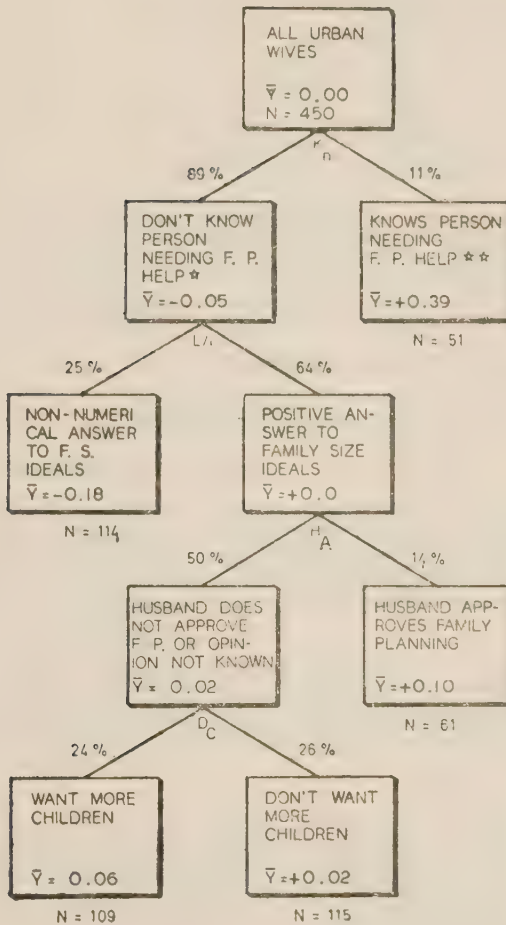 ALL URBAN
WIVES
Ȳ = 0.00
N = 450
K n
89 %
11 %
DON'T KNOW
PERSON
NEEDING F. P.
HELP ☆
Ȳ = -0.05
KNOWS PERSON
NEEDING
F. P. HELP ☆☆
Ȳ = +0.39
N = 51
25 %
64 %
NON-NUMERI
CAL ANSWER
TO F. S.
IDEALS
Ȳ = -0.18
N = 114
POSITIVE AN-
SWER TO
FAMILY SIZE
IDEALS
Ȳ = +0.0
H A
50 %
14 %
HUSBAND DOES
NOT APPROVE
F P. OR OPIN-
ION NOT KNOWN
Ȳ = 0.02
HUSBAND APP-
ROVES FAMILY
PLANNING
Ȳ = +0.10
N = 61
D C
24 %
26 %
WANT MORE
CHILDREN
Ȳ = 0.06
N = 109
DON'T WANT
MORE
CHILDREN
Ȳ = +0.02
N = 115